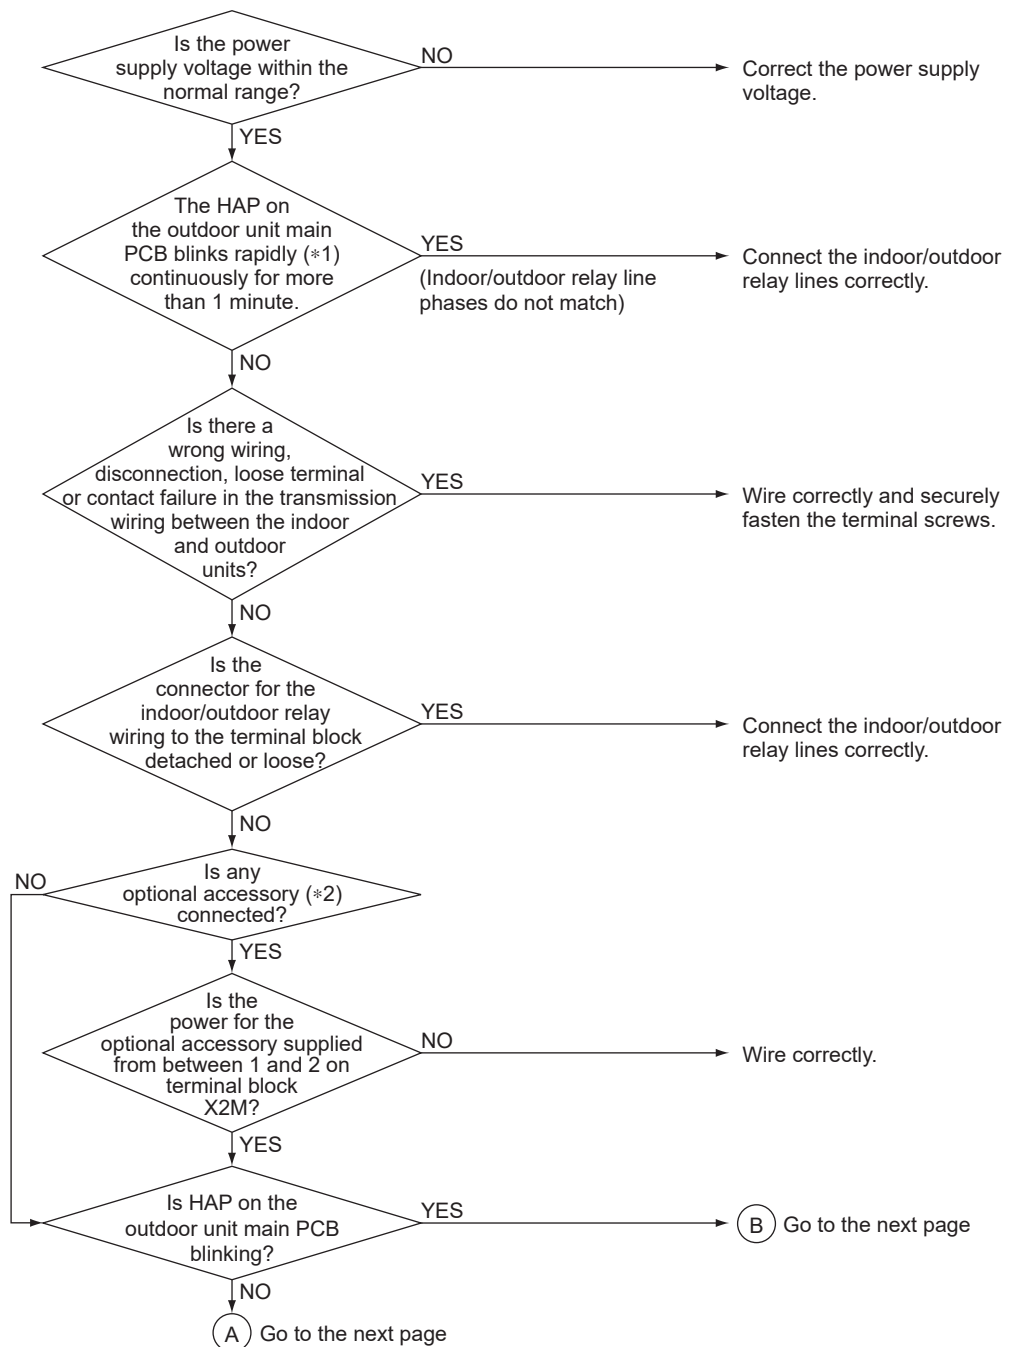 Is the power
supply voltage within the
normal range?
NO
Correct the power supply
voltage.
YES
The HAP on
the outdoor unit main
PCB blinks rapidly (*1)
continuously for more
than 1 minute.
YES
(Indoor/outdoor relay line
phases do not match)
Connect the indoor/outdoor
relay lines correctly.
NO
Is there a
wrong wiring,
disconnection, loose terminal
or contact failure in the transmission
wiring between the indoor
and outdoor
units?
YES
Wire correctly and securely
fasten the terminal screws.
NO
Is the
connector for the
indoor/outdoor relay
wiring to the terminal block
detached or loose?
YES
Connect the indoor/outdoor
relay lines correctly.
NO
Is any
optional accessory (*2)
connected?
NO
YES
Is the
power for the
optional accessory supplied
from between 1 and 2 on
terminal block
X2M?
NO
Wire correctly.
YES
Is HAP on the
outdoor unit main PCB
blinking?
YES
B Go to the next page
NO
A Go to the next page